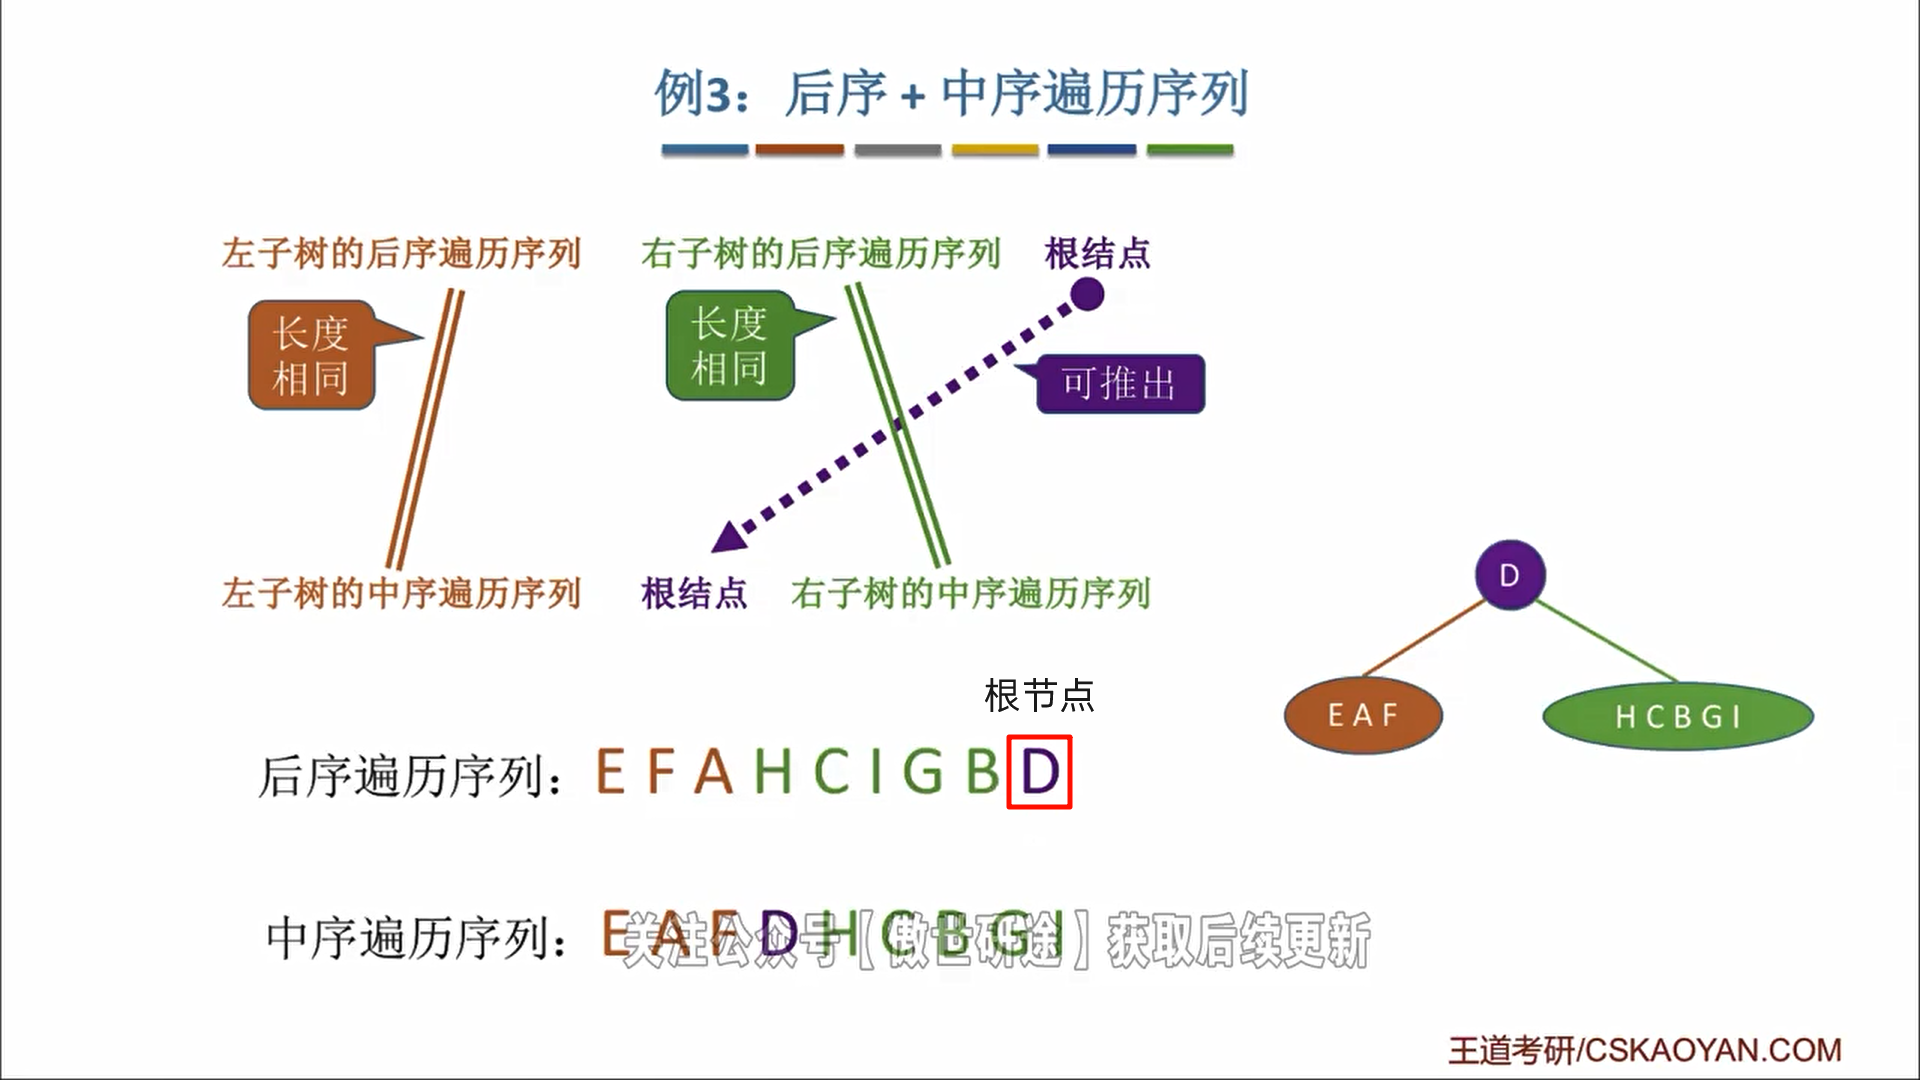 例3：后序 + 中序遍历序列
左子树的后序遍历序列 右子树的后序遍历序列 根结点
长度
相同
长度
相同
可推出
左子树的中序遍历序列 根结点 右子树的中序遍历序列
D
E A F
H C B G I
根节点
后序遍历序列：E F A H C I G B D
中序遍历序列：E A F D H C B G I
关注公众号【傲世研途】获取后续更新
王道考研/CSKAOYAN.COM